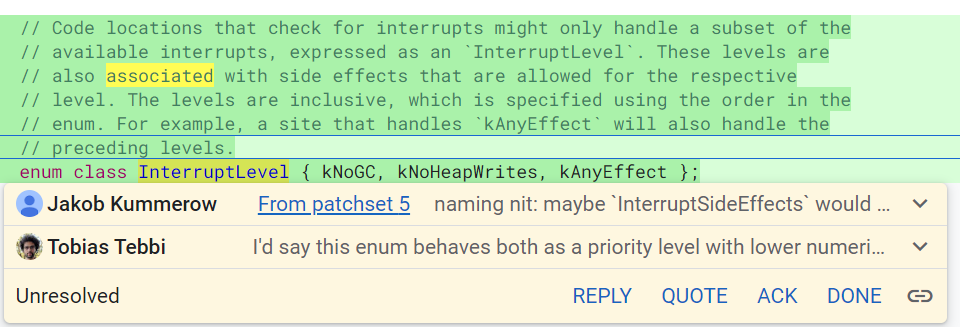 // Code locations that check for interrupts might only handle a subset of the
// available interrupts, expressed as an `InterruptLevel`. These levels are
// also associated with side effects that are allowed for the respective
// level. The levels are inclusive, which is specified using the order in the
// enum. For example, a site that handles `kAnyEffect` will also handle the
// preceding levels.
enum class InterruptLevel { kNoGC, kNoHeapWrites, kAnyEffect };
Jakob Kummerow From patchset 5 naming nit: maybe `InterruptSideEffects` would ...
Tobias Tebbi I'd say this enum behaves both as a priority level with lower numeri...
Unresolved REPLY QUOTE ACK DONE